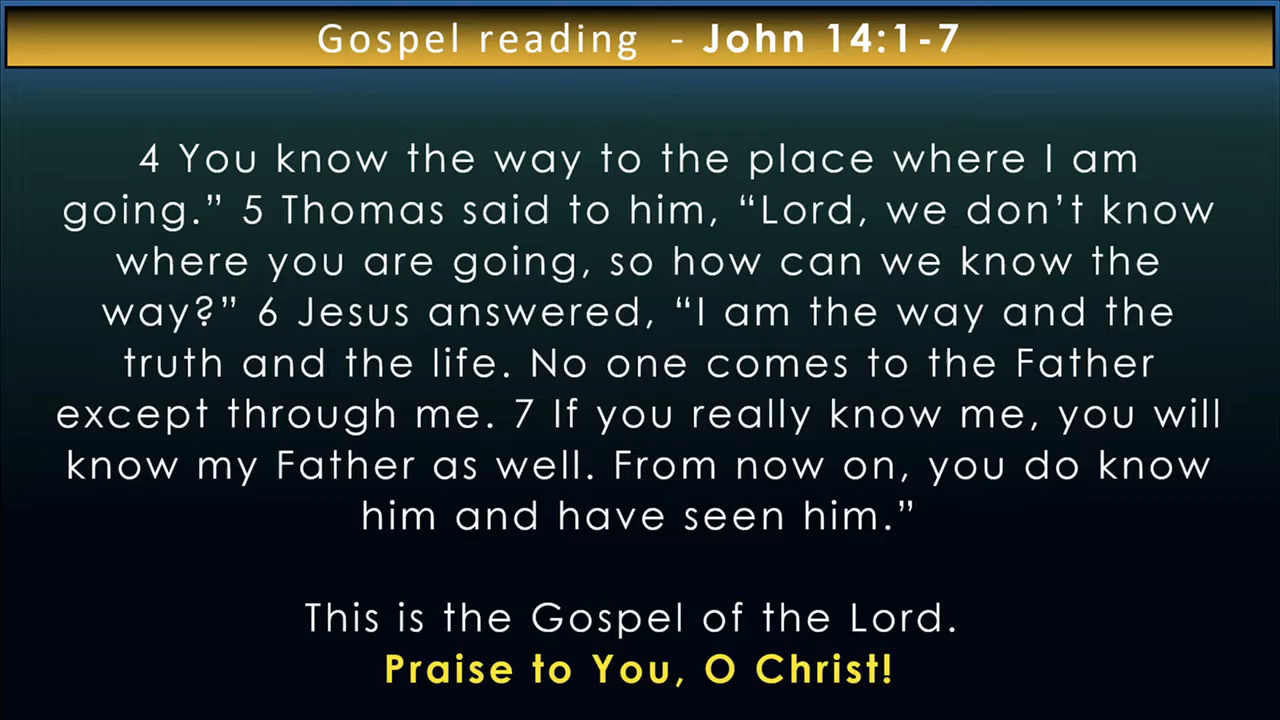 Gospel reading - John 14:1-7
4 You know the way to the place where I am
going.” 5 Thomas said to him, “Lord, we don’t know
where you are going, so how can we know the
way?” 6 Jesus answered, “I am the way and the
truth and the life. No one comes to the Father
except through me. 7 If you really know me, you will
know my Father as well. From now on, you do know
him and have seen him.”
This is the Gospel of the Lord.
Praise to You, O Christ!